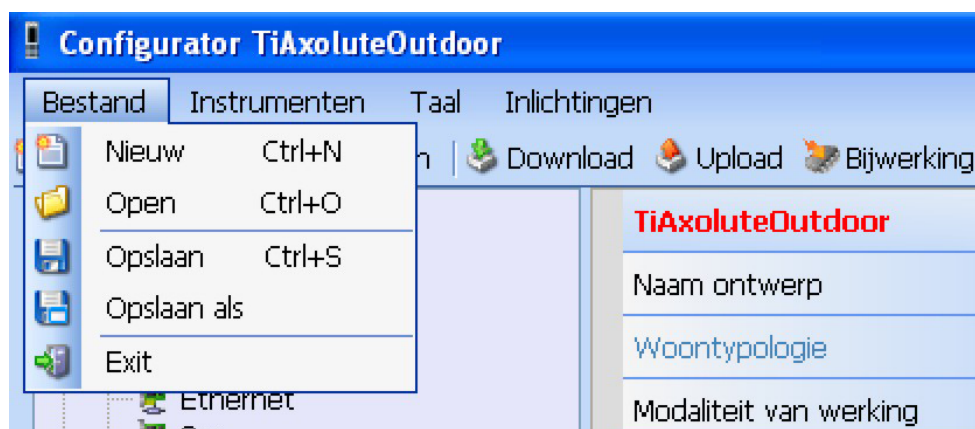 Configurator TiAxoluteOutdoor
Bestand Instrumenten Taal Inlichtingen
Download Upload Bijwerking
Nieuw Ctrl+N
Open Ctrl+O
Opslaan Ctrl+S
Opslaan als
Exit
Ethernet
TiAxoluteOutdoor
Naam ontwerp
Woontypologie
Modaliteit van werking